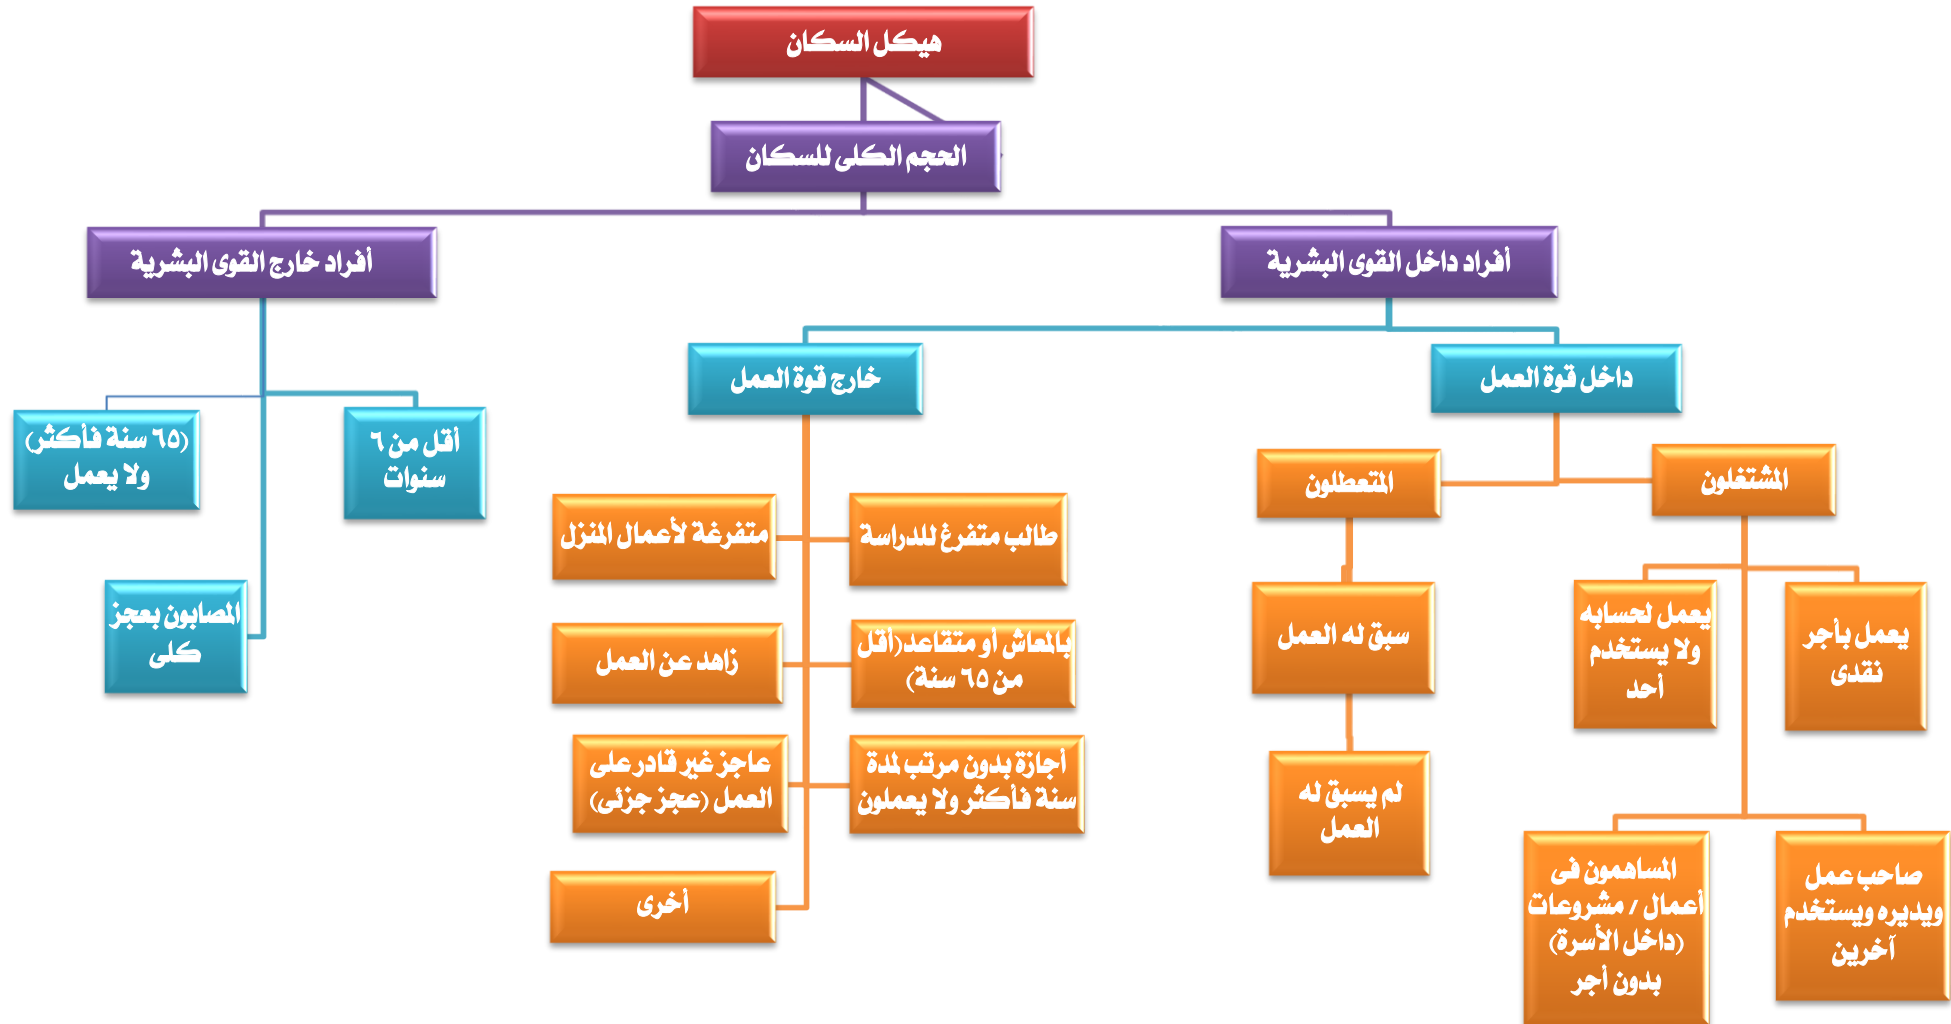 هيكل السكان
الحجم الكلى للسكان
أفراد داخل القوى البشرية
أفراد خارج القوى البشرية
داخل قوة العمل
خارج قوة العمل
أقل من ٦
سنوات
(٦٥ سنة فأكثر)
ولا يعمل
المصابون بعجز
كلى
المشتغلون
المتعطلون
يعمل بأجر
نقدى
يعمل لحسابه
ولا يستخدم
أحد
صاحب عمل
ويديره ويستخدم
آخرين
المساهمون فى
أعمال / مشروعات
(داخل الأسرة)
بدون أجر
سبق له العمل
لم يسبق له
العمل
طالب متفرغ للدراسة
متفرغة لأعمال المنزل
بالمعاش أو متقاعد(أقل
من ٦٥ سنة)
زاهد عن العمل
أجازة بدون مرتب لمدة
سنة فأكثر ولا يعملون
عاجز غير قادر على
العمل (عجز جزئى)
أخرى